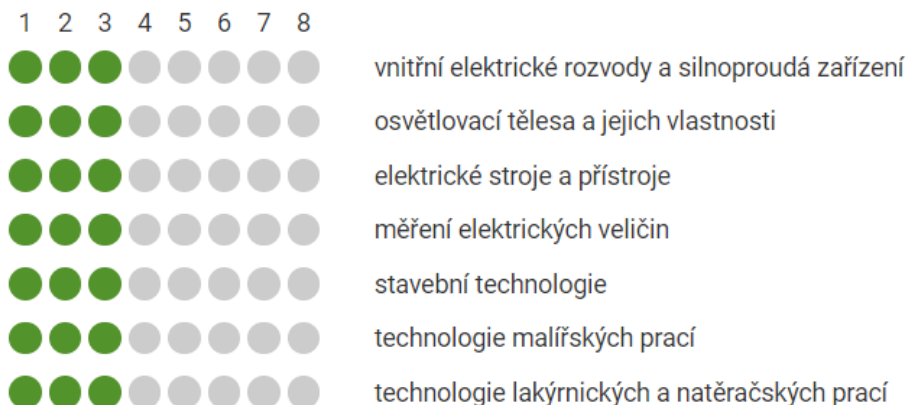 1 2 3 4 5 6 7 8
vnitřní elektrické rozvody a silnoproudá zařízení
osvětlovací tělesa a jejich vlastnosti
elektrické stroje a přístroje
měření elektrických veličin
stavební technologie
technologie malířských prací
technologie lakýrnických a natěračských prací